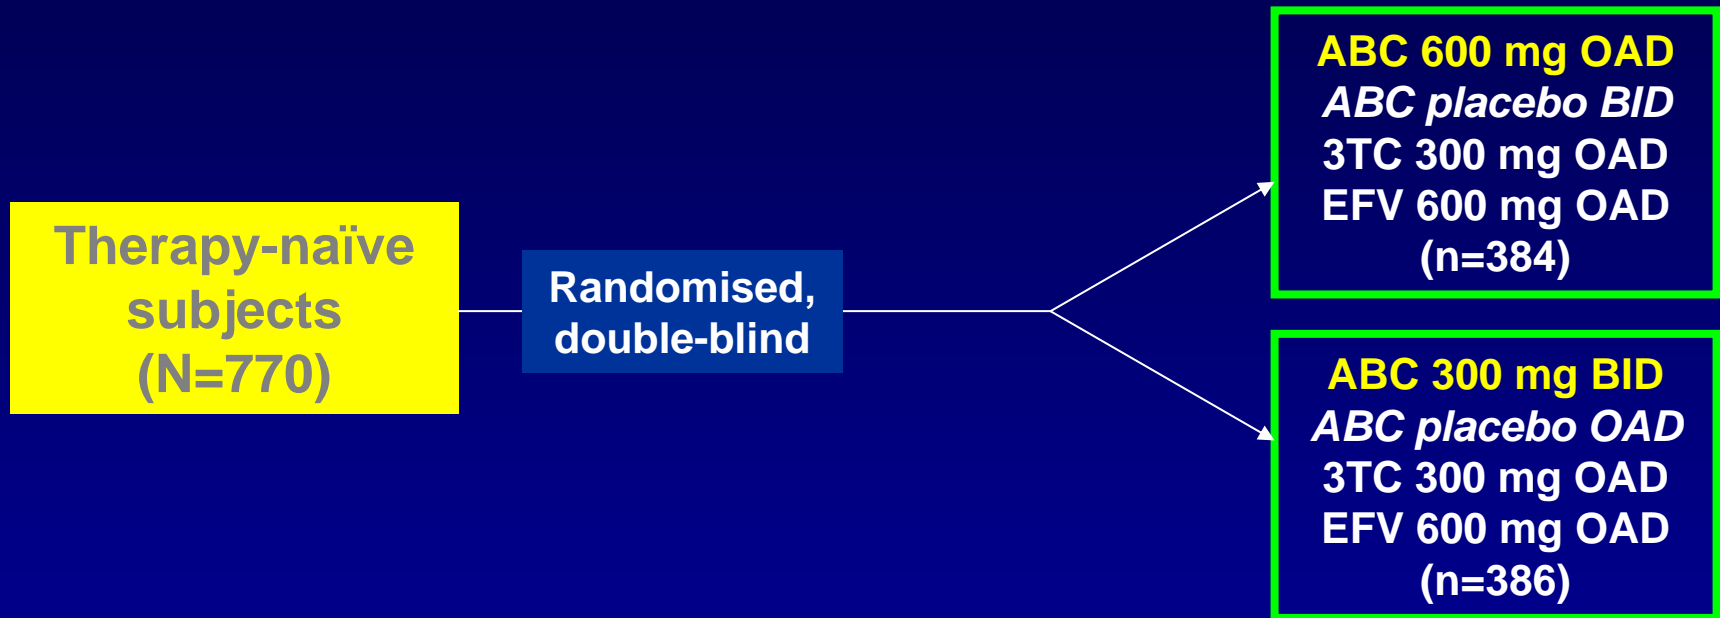 Therapy-naïve
subjects
(N=770)
Randomised,
double-blind
ABC 600 mg OAD
ABC placebo BID
3TC 300 mg OAD
EFV 600 mg OAD
(n=384)
ABC 300 mg BID
ABC placebo OAD
3TC 300 mg OAD
EFV 600 mg OAD
(n=386)